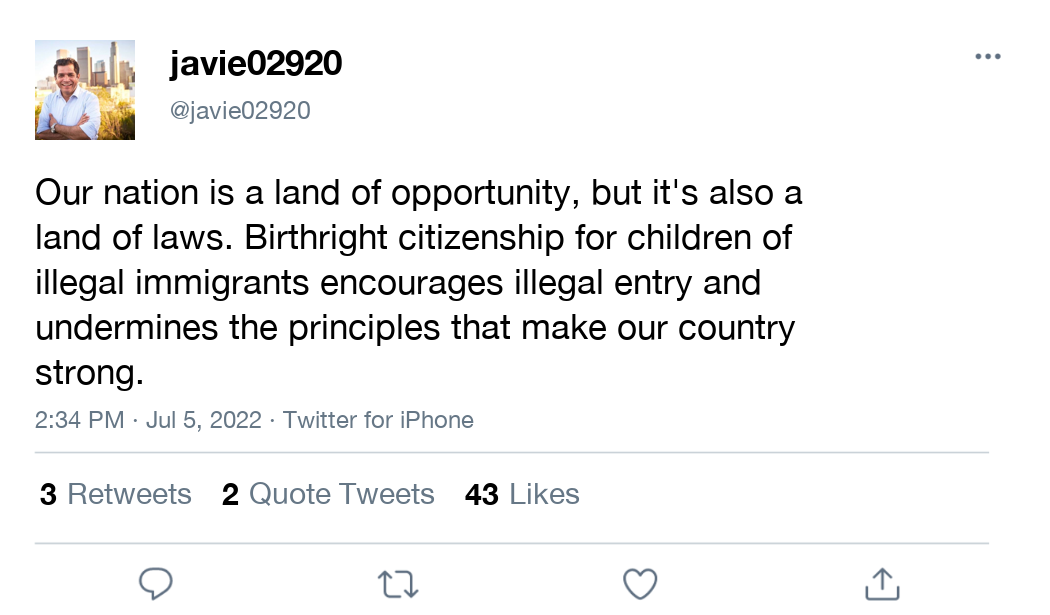 javie02920
@javie02920
Our nation is a land of opportunity, but it's also a
land of laws. Birthright citizenship for children of
illegal immigrants encourages illegal entry and
undermines the principles that make our country
strong.
2:34 PM · Jul 5, 2022 · Twitter for iPhone
3 Retweets 2 Quote Tweets 43 Likes